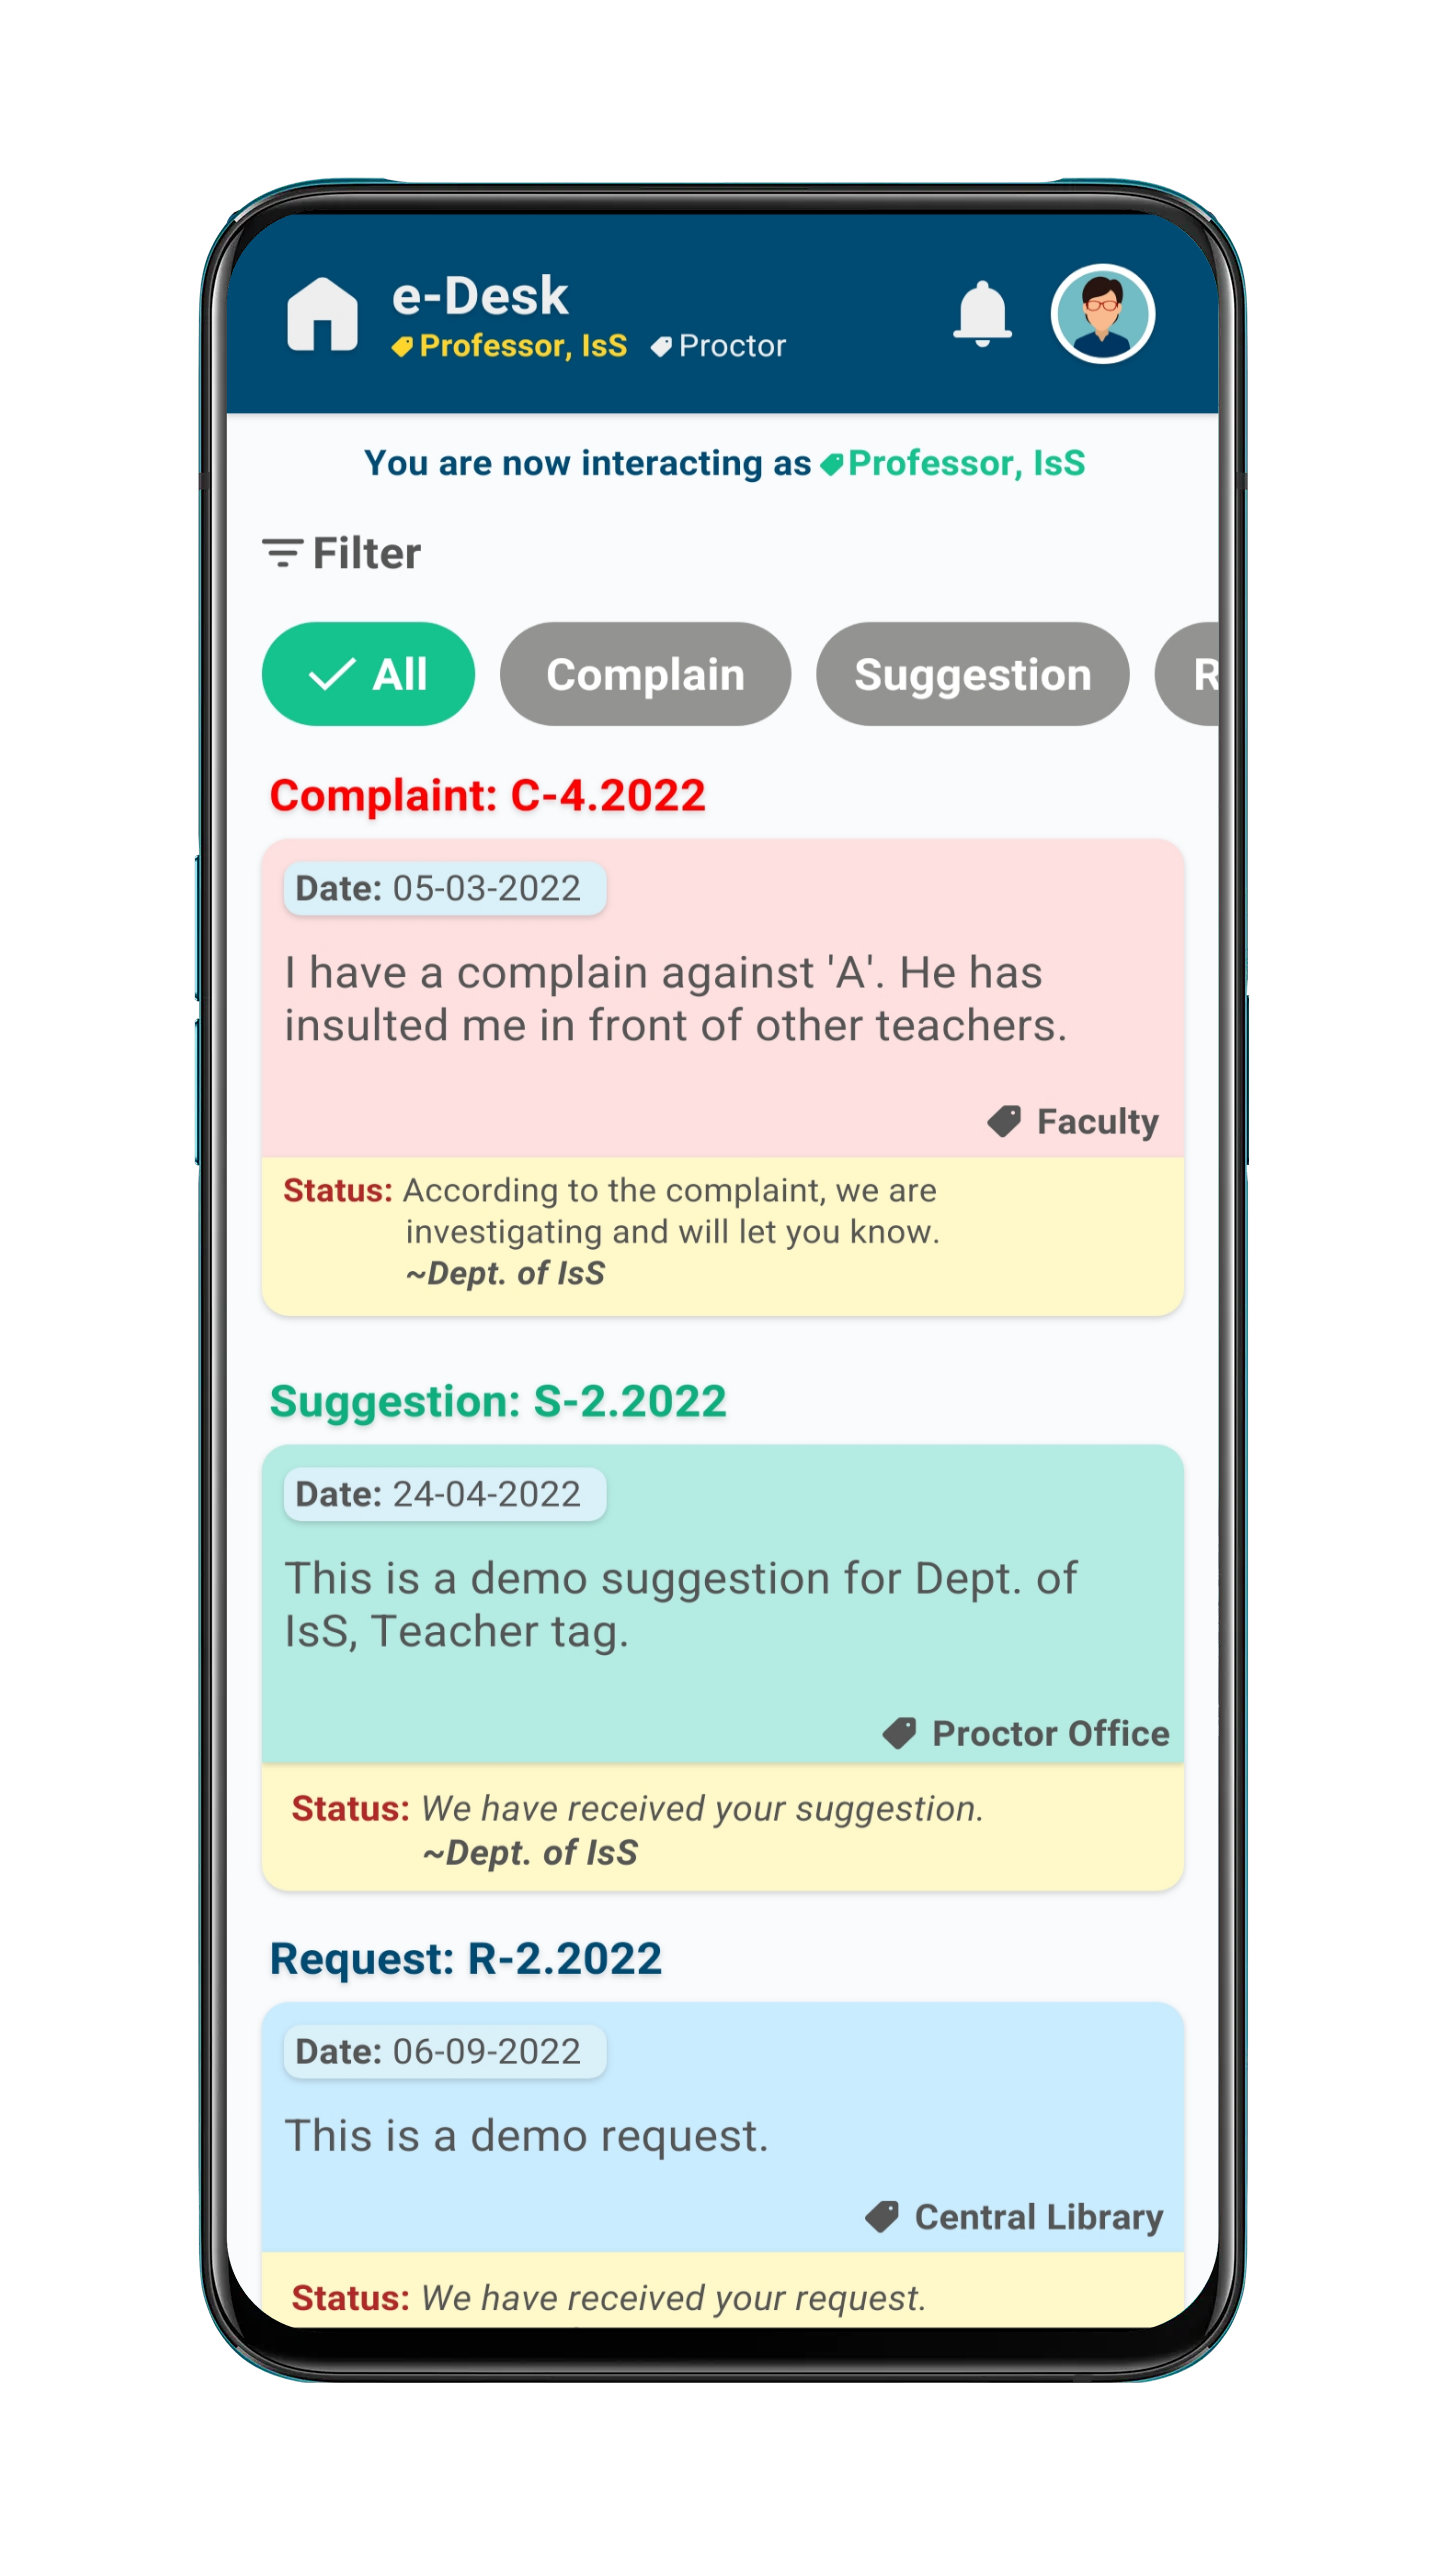 e-Desk
Professor, IsS Proctor
You are now interacting as Professor, IsS
Filter
All Complain Suggestion R
Complaint: C-4.2022
Date: 05-03-2022
I have a complain against 'A'. He has
insulted me in front of other teachers.
Faculty
Status: According to the complaint, we are
investigating and will let you know.
~Dept. of IsS
Suggestion: S-2.2022
Date: 24-04-2022
This is a demo suggestion for Dept. of
IsS, Teacher tag.
Proctor Office
Status: We have received your suggestion.
~Dept. of IsS
Request: R-2.2022
Date: 06-09-2022
This is a demo request.
Central Library
Status: We have received your request.